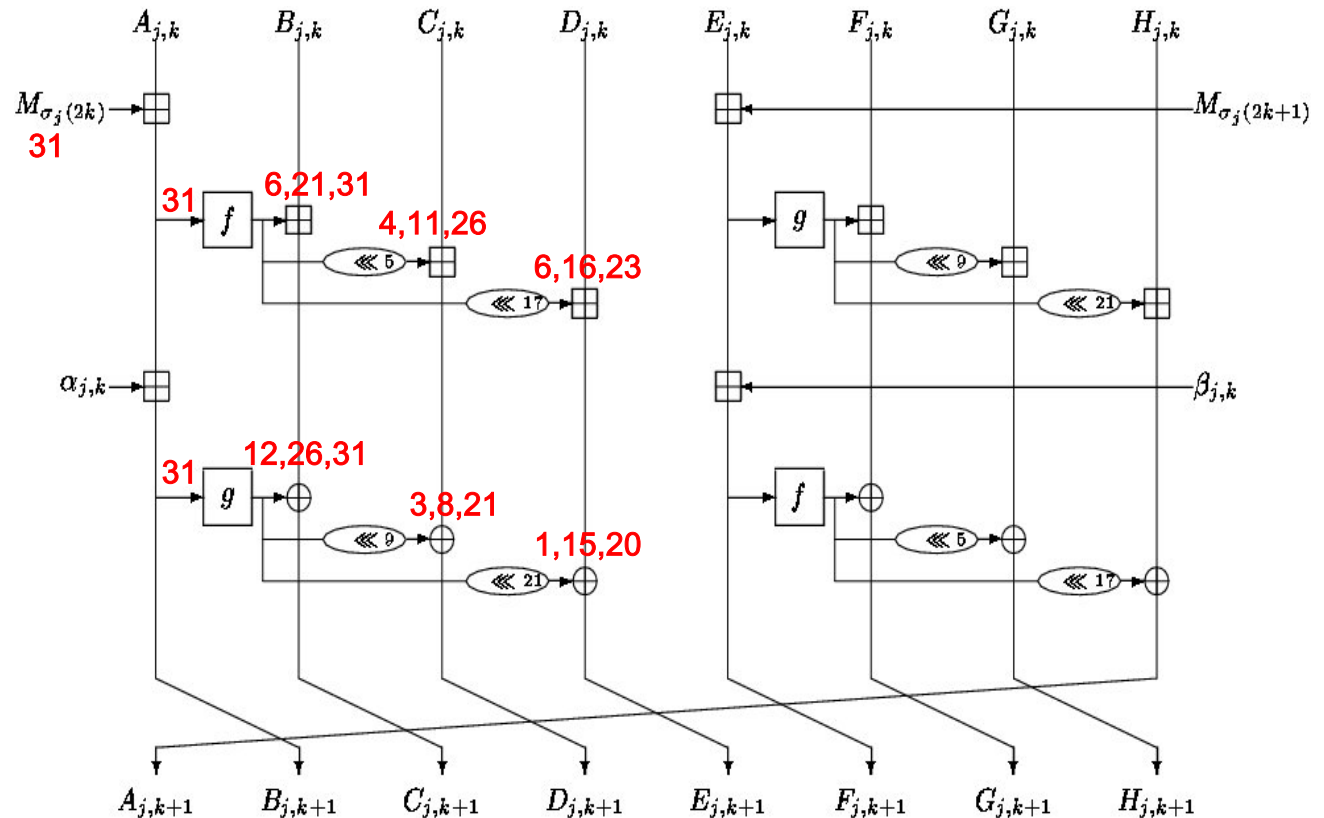 A_{j,k} B_{j,k} C_{j,k} D_{j,k} E_{j,k} F_{j,k} G_{j,k} H_{j,k}
M_{σ_j(2k)} M_{σ_j(2k+1)}
31
31 f 6,21,31 g
4,11,26
⋘ 5 ⋘ 9
6,16,23
⋘ 17 ⋘ 21
α_{j,k} β_{j,k}
31 g 12,26,31 f
3,8,21
⋘ 9 ⋘ 5
1,15,20
⋘ 21 ⋘ 17
A_{j,k+1} B_{j,k+1} C_{j,k+1} D_{j,k+1} E_{j,k+1} F_{j,k+1} G_{j,k+1} H_{j,k+1}